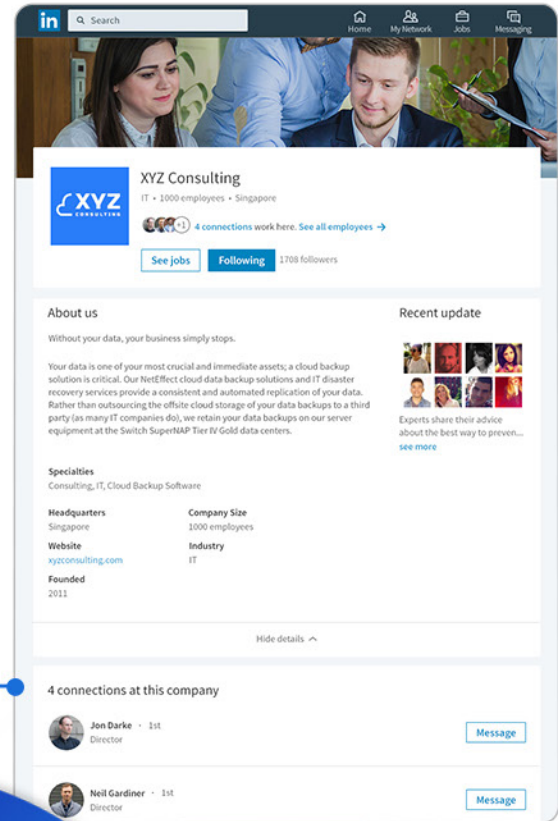 in
Search
Home
My Network
Jobs
Messaging
XYZ
CONSULTING
XYZ Consulting
IT • 1000 employees • Singapore
+1
4 connections work here. See all employees →
See jobs
Following
1708 followers
About us
Without your data, your business simply stops.
Your data is one of your most crucial and immediate assets; a cloud backup
solution is critical. Our NetEffect cloud data backup solutions and IT disaster
recovery services provide a consistent and automated replication of your data.
Rather than outsourcing the offsite cloud storage of your data backups to a third
party (as many IT companies do), we retain your data backups on our server
equipment at the Switch SuperNAP Tier IV Gold data centers.
Recent update
Experts share their advice
about the best way to preven...
see more
Specialties
Consulting, IT, Cloud Backup Software
Headquarters
Singapore
Company Size
1000 employees
Website
xyzconsulting.com
Industry
IT
Founded
2011
Hide details
4 connections at this company
Jon Darke · 1st
Director
Message
Neil Gardiner · 1st
Director
Message